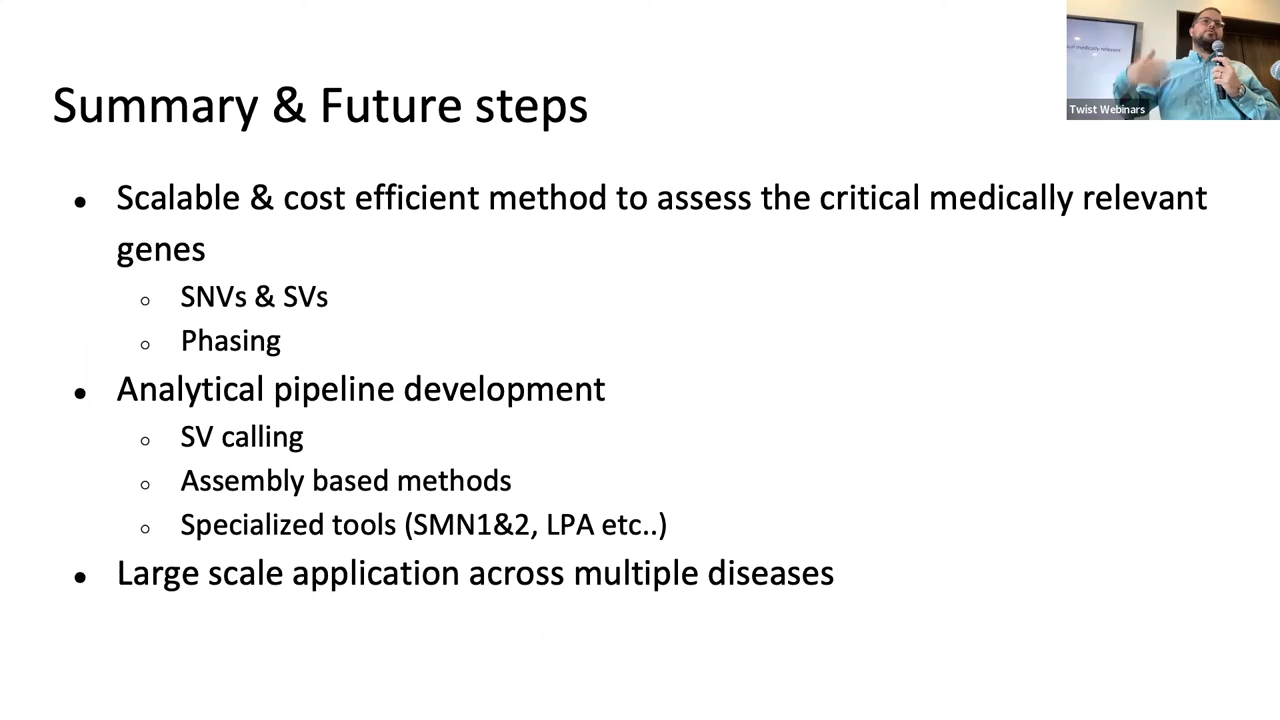 Summary & Future steps
Scalable & cost efficient method to assess the critical medically relevant
genes
SNVs & SVs
Phasing
Analytical pipeline development
SV calling
Assembly based methods
Specialized tools (SMN1&2, LPA etc..)
Large scale application across multiple diseases
medically relevant
Twist Webinars